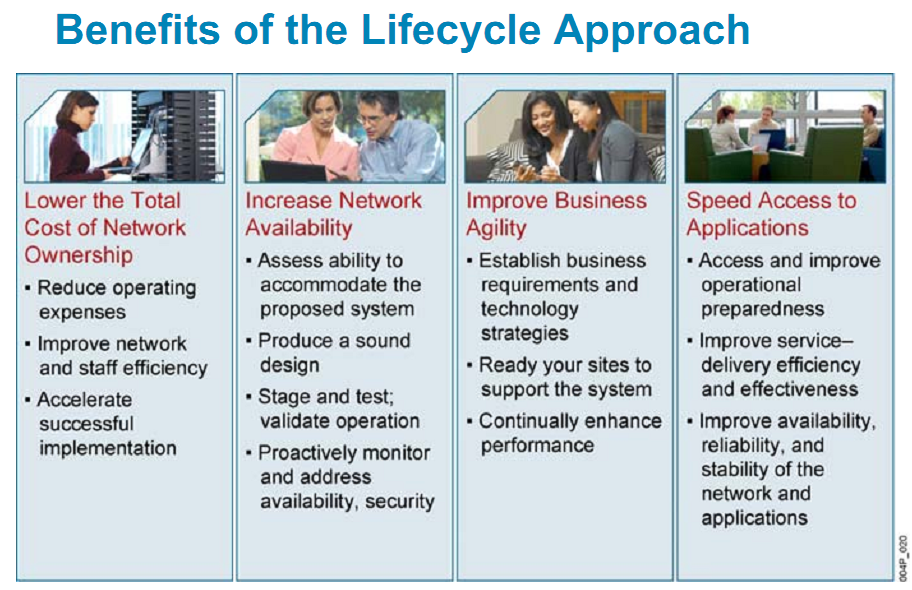 Benefits of the Lifecycle Approach
Lower the Total
Cost of Network
Ownership
▪ Reduce operating
expenses
▪ Improve network
and staff efficiency
▪ Accelerate
successful
implementation
Increase Network
Availability
▪ Assess ability to
accommodate the
proposed system
▪ Produce a sound
design
▪ Stage and test;
validate operation
▪ Proactively monitor
and address
availability, security
Improve Business
Agility
▪ Establish business
requirements and
technology
strategies
▪ Ready your sites to
support the system
▪ Continually enhance
performance
Speed Access to
Applications
▪ Access and improve
operational
preparedness
▪ Improve service–
delivery efficiency
and effectiveness
▪ Improve availability,
reliability, and
stability of the
network and
applications
004P_020